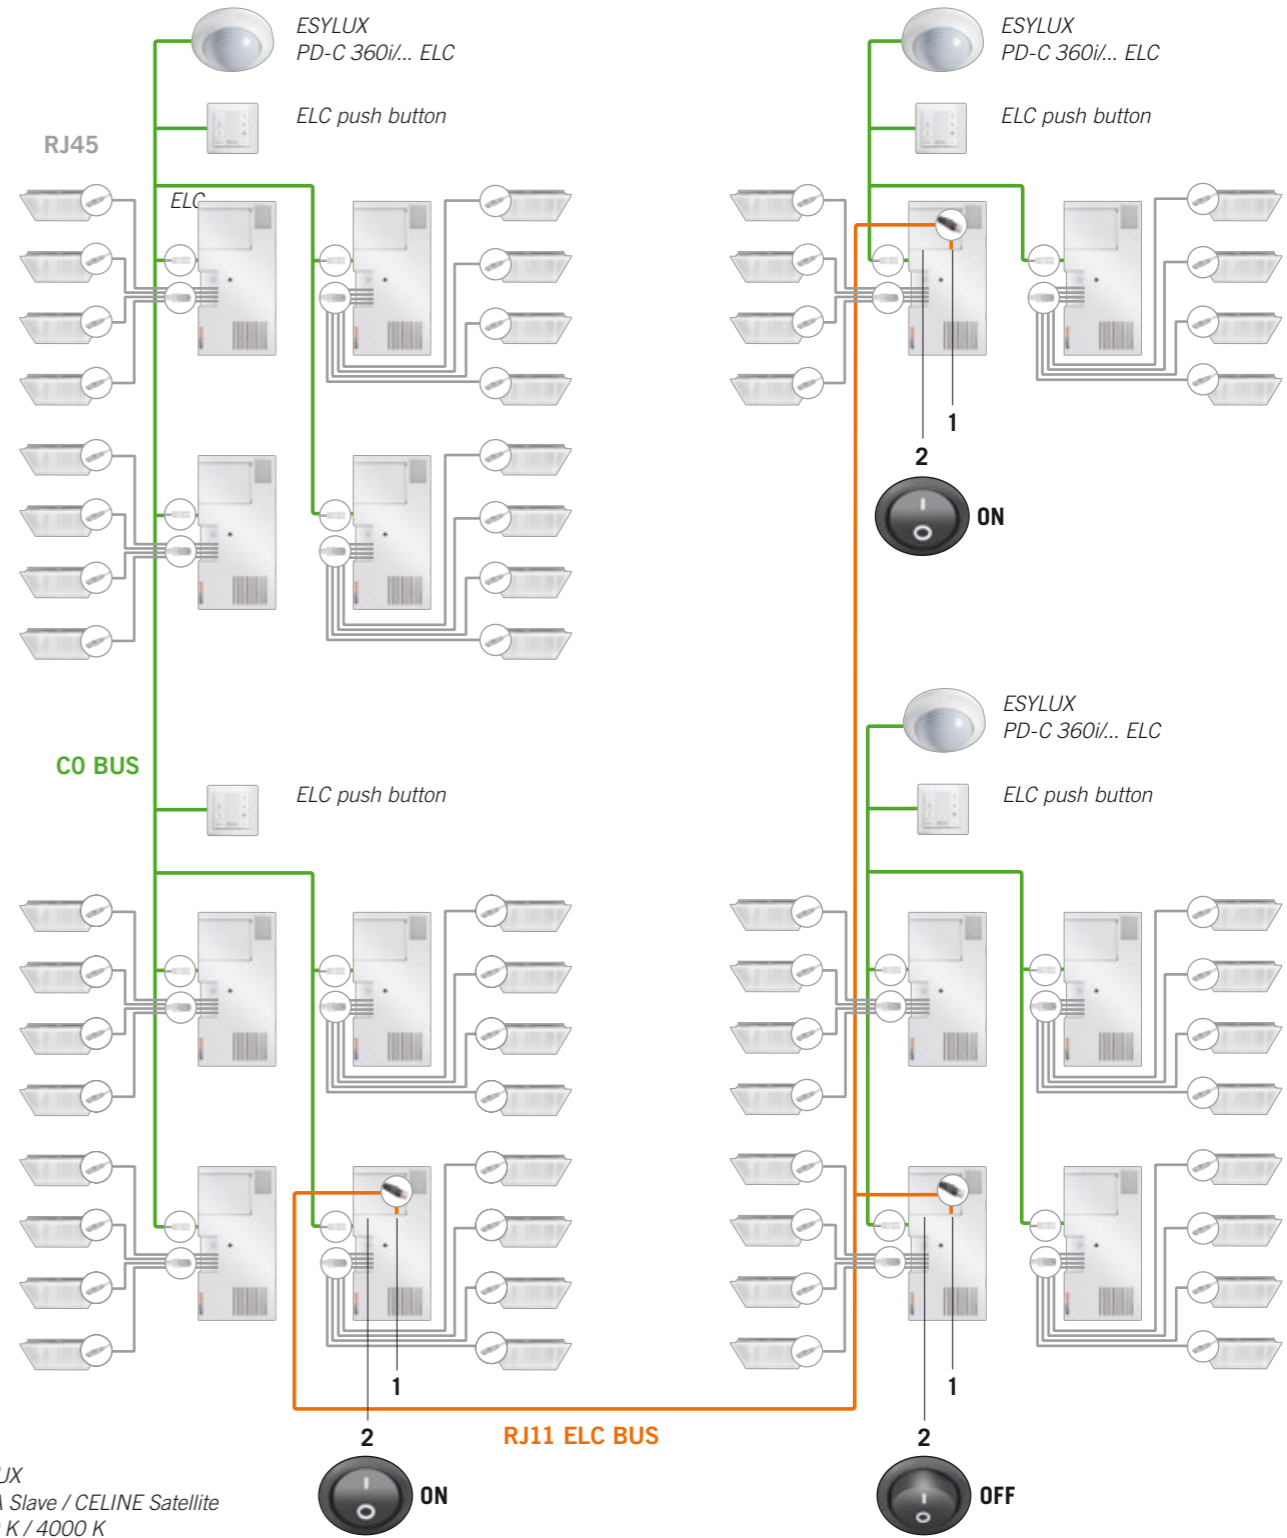 ESYLUX
PD-C 360i/... ELC
ESYLUX
PD-C 360i/... ELC
ELC push button
ELC push button
RJ45
ELC
1
2
ON
ESYLUX
PD-C 360i/... ELC
C0 BUS
ELC push button
ELC push button
1
1
2
RJ11 ELC BUS
2
ON
OFF
UX
A Slave / CELINE Satellite
K / 4000 K